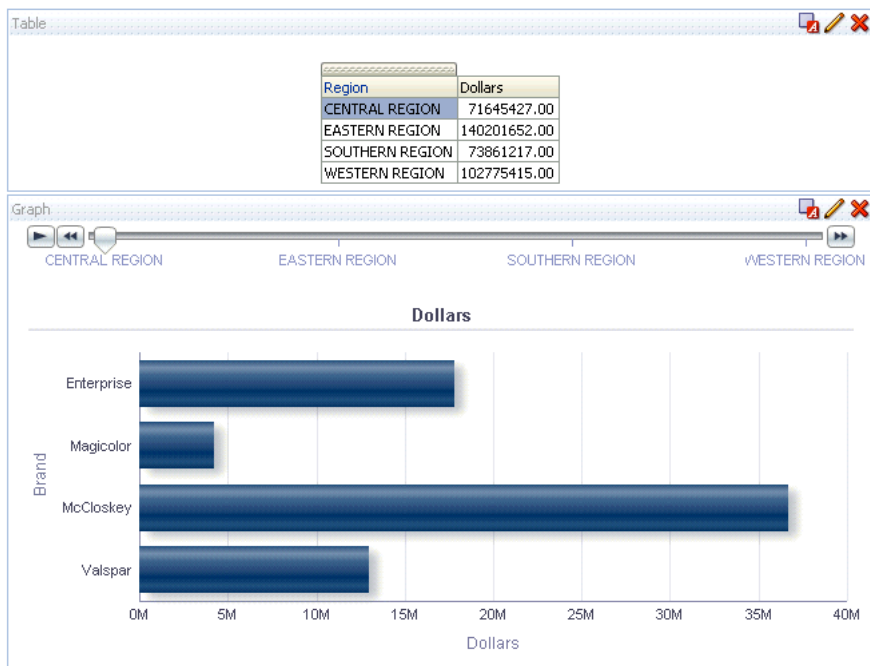 Table
Region Dollars
CENTRAL REGION 71645427.00
EASTERN REGION 140201652.00
SOUTHERN REGION 73861217.00
WESTERN REGION 102775415.00
Graph
CENTRAL REGION EASTERN REGION SOUTHERN REGION WESTERN REGION
Dollars
Enterprise
Magicolor
Brand
McCloskey
Valspar
0M 5M 10M 15M 20M 25M 30M 35M 40M
Dollars